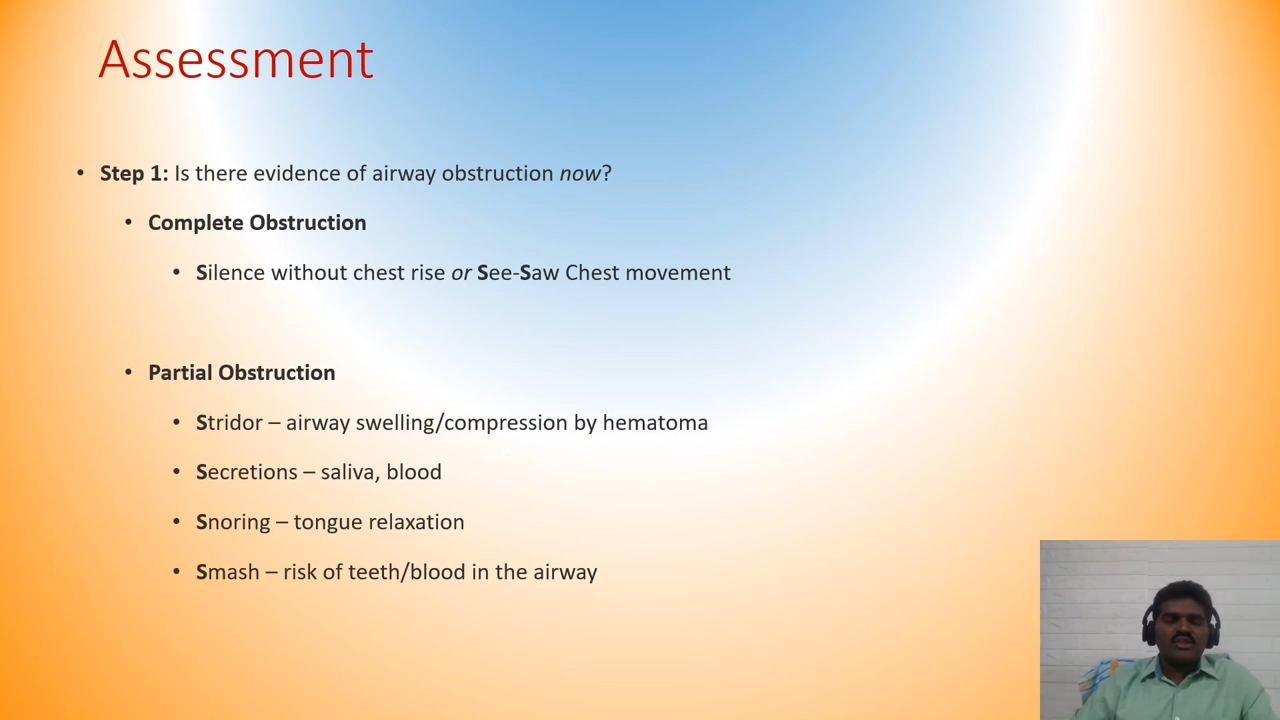 Assessment
• Step 1: Is there evidence of airway obstruction now?
• Complete Obstruction
• Silence without chest rise or See-Saw Chest movement
• Partial Obstruction
• Stridor – airway swelling/compression by hematoma
• Secretions – saliva, blood
• Snoring – tongue relaxation
• Smash – risk of teeth/blood in the airway